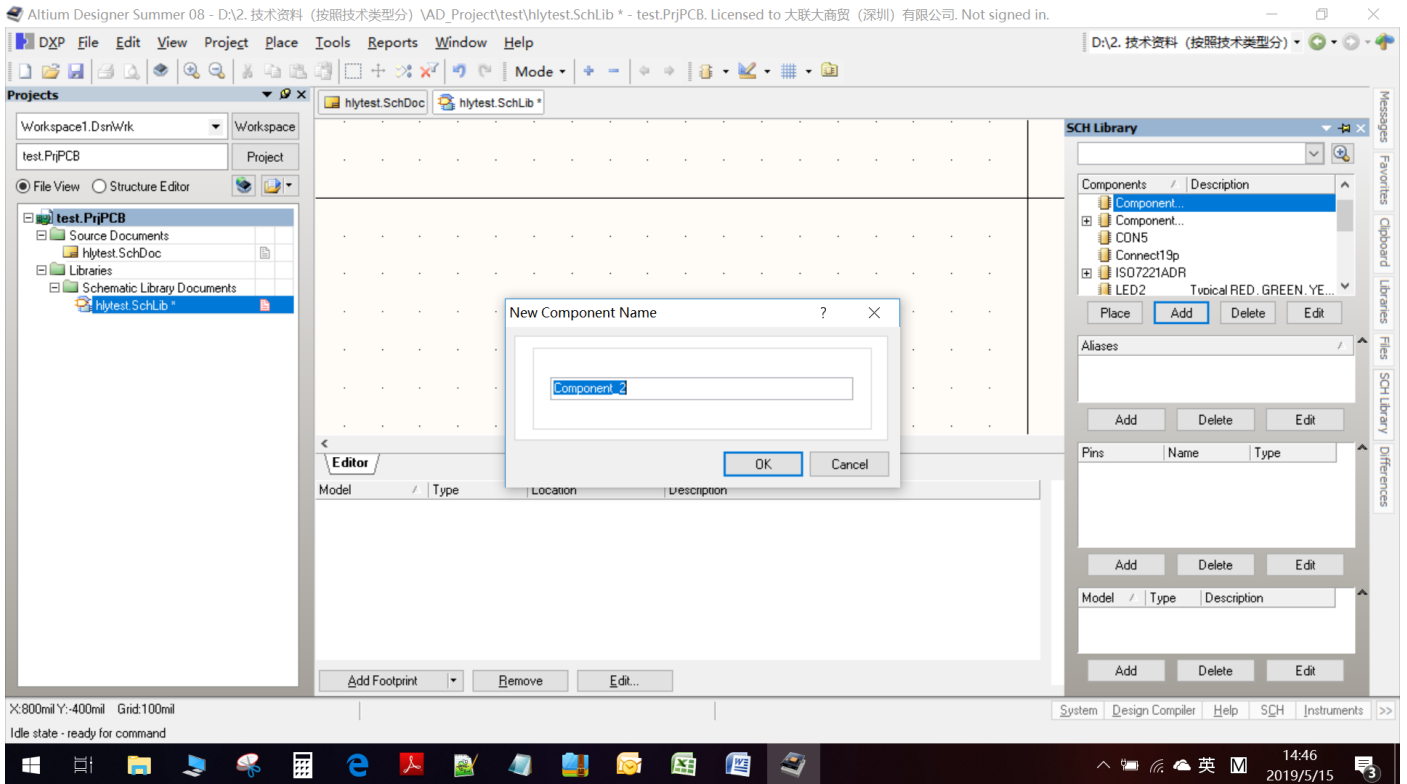 Altium Designer Summer 08 - D:\2. 技术资料（按照技术类型分）\AD_Project\test\hlytest.SchLib * - test.PrjPCB. Licensed to 大联大商贸（深圳）有限公司. Not signed in.
DXP File Edit View Project Place Tools Reports Window Help
D:\2. 技术资料（按照技术类型分）
Mode
Projects
hlytest.SchDoc
hlytest.SchLib *
Workspace1.DsnWrk
Workspace
test.PrjPCB
Project
File View
Structure Editor
test.PrjPCB
Source Documents
hlytest.SchDoc
Libraries
Schematic Library Documents
hlytest.SchLib *
New Component Name
?
Component_2
OK
Cancel
Editor
Model Type Location Description
Add Footprint
Remove
Edit...
SCH Library
Components Description
Component...
Component...
CON5
Connect19p
ISO7221ADR
LED2 Typical RED, GREEN, YE...
Place Add Delete Edit
Aliases
Add Delete Edit
Pins Name Type
Add Delete Edit
Model Type Description
Add Delete Edit
Messages
Favorites
Clipboard
Libraries
Files
SCH Library
Differences
X:800mil Y:-400mil Grid:100mil
System Design Compiler Help SCH Instruments >>
Idle state - ready for command
英 M
14:46
2019/5/15
3